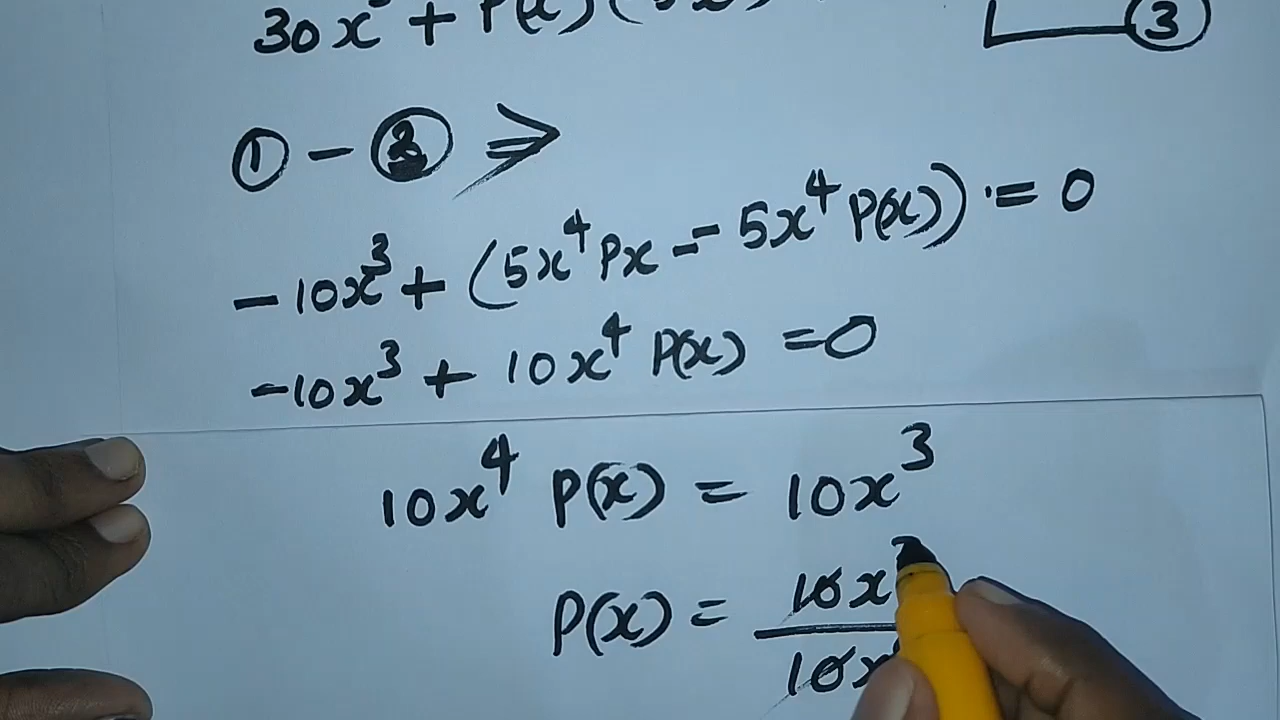 30x + P(x)(
③
① - ② ⇒
-10x³ + (5x⁴Px -- 5x⁴P(x)) = 0
-10x³ + 10x⁴ P(x) = 0
10x⁴ P(x) = 10x³
P(x) = 10x / 10x